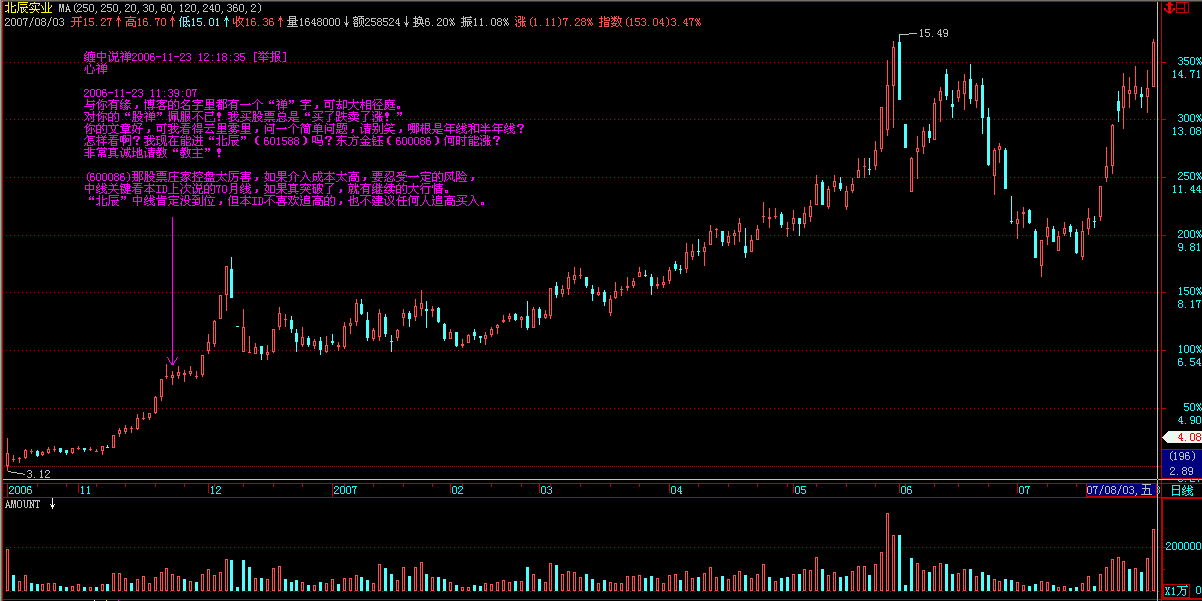 北辰实业 MA(250,250,20,30,60,120,240,360,2)
2007/08/03 开15.27↑高16.70↑低15.01↑收16.36↑量1648000↓额258524↓换6.20% 振11.08% 涨(1.11)7.28% 指数(153.04)3.47%
缠中说禅2006-11-23 12:18:35 [举报]
心禅
2006-11-23 11:39:07
与你有缘，博客的名字里都有一个“禅”字，可却大相径庭。
对你的“股禅”佩服不已！我买股票总是“买了跌卖了涨！”
你的文章好，可我看得云里雾里，问一个简单问题，请别笑，哪根是年线和半年线？
怎样看啊？我现在能进“北辰”（601588）吗？东方金钰（600086）何时能涨？
非常真诚地请教“教主”！
(600086)那股票庄家控盘太厉害，如果介入成本太高，要忍受一定的风险，
中线关键看本ID上次说的70月线，如果真突破了，就有继续的大行情。
“北辰”中线肯定没到位，但本ID不喜欢追高的，也不建议任何人追高买入。
15.49
350%
14.71
300%
13.08
250%
11.44
200%
9.81
150%
8.17
100%
6.54
50%
4.90
4.08
(196)
2.89
3.12
2006 11 12 2007 02 03 04 05 06 07 07/08/03,五 日线
AMOUNT ↓
200000
X1万 0